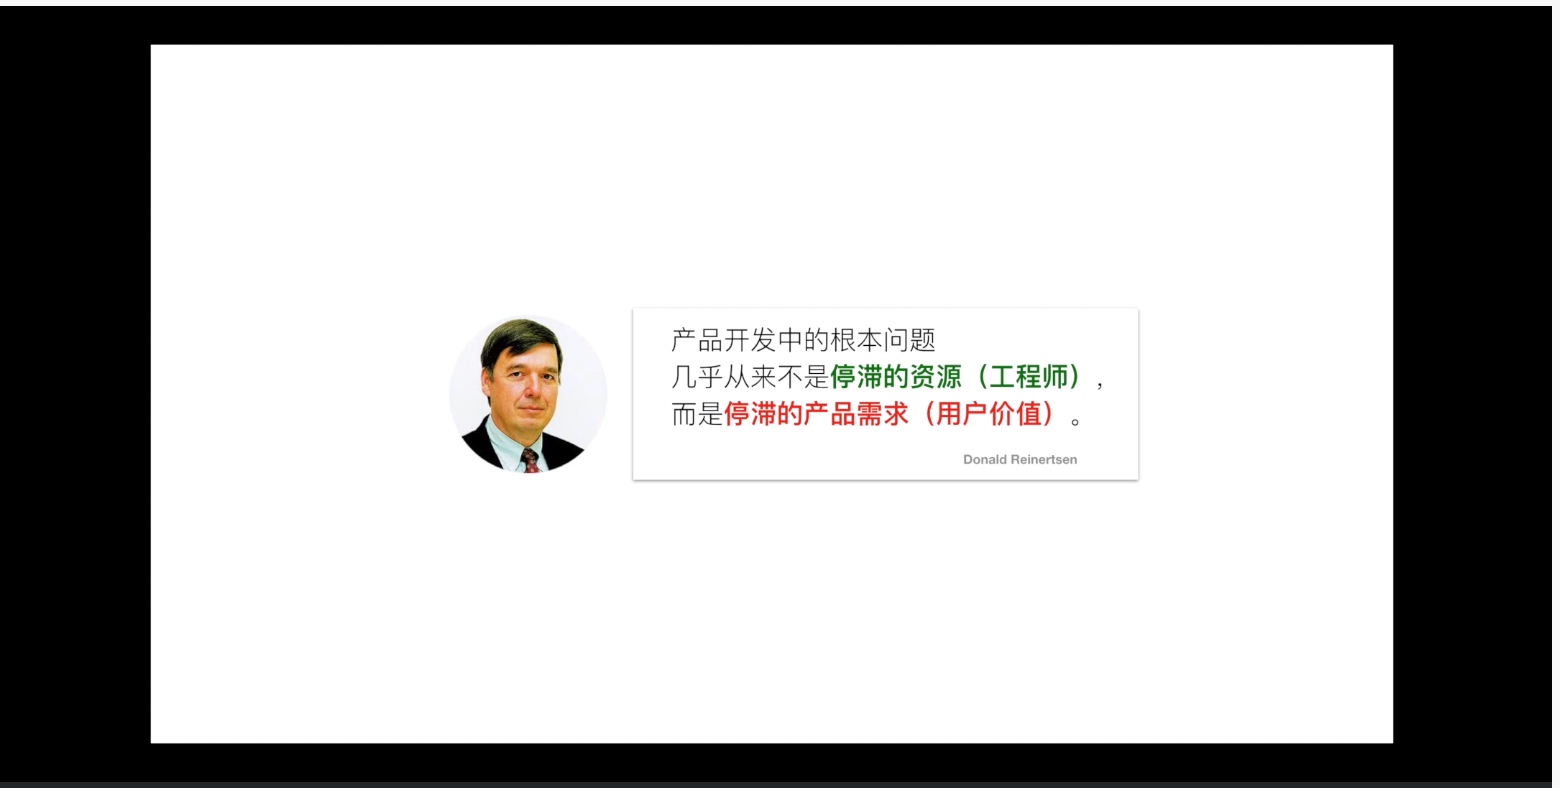 产品开发中的根本问题
几乎从来不是停滞的资源（工程师），
而是停滞的产品需求（用户价值）。
Donald Reinertsen